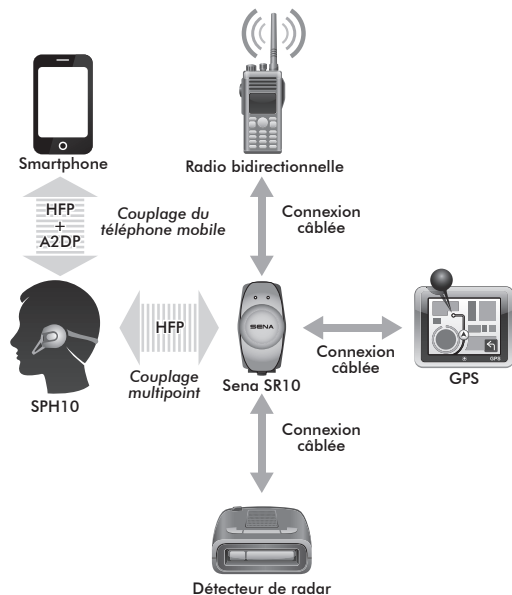 Smartphone
Radio bidirectionnelle
HFP
+
A2DP
Couplage du
téléphone mobile
Connexion
câblée
HFP
SENA
Connexion
câblée
GPS
Couplage
multipoint
Sena SR10
GPS
SPH10
Connexion
câblée
Détecteur de radar